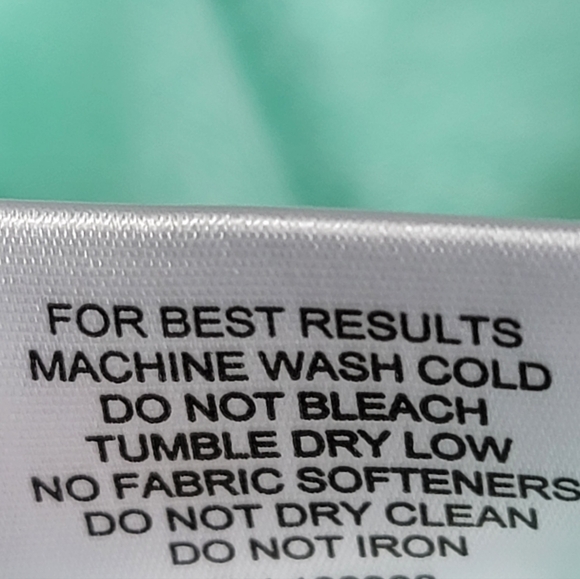 FOR BEST RESULTS
MACHINE WASH COLD
DO NOT BLEACH
TUMBLE DRY LOW
NO FABRIC SOFTENERS
DO NOT DRY CLEAN
DO NOT IRON